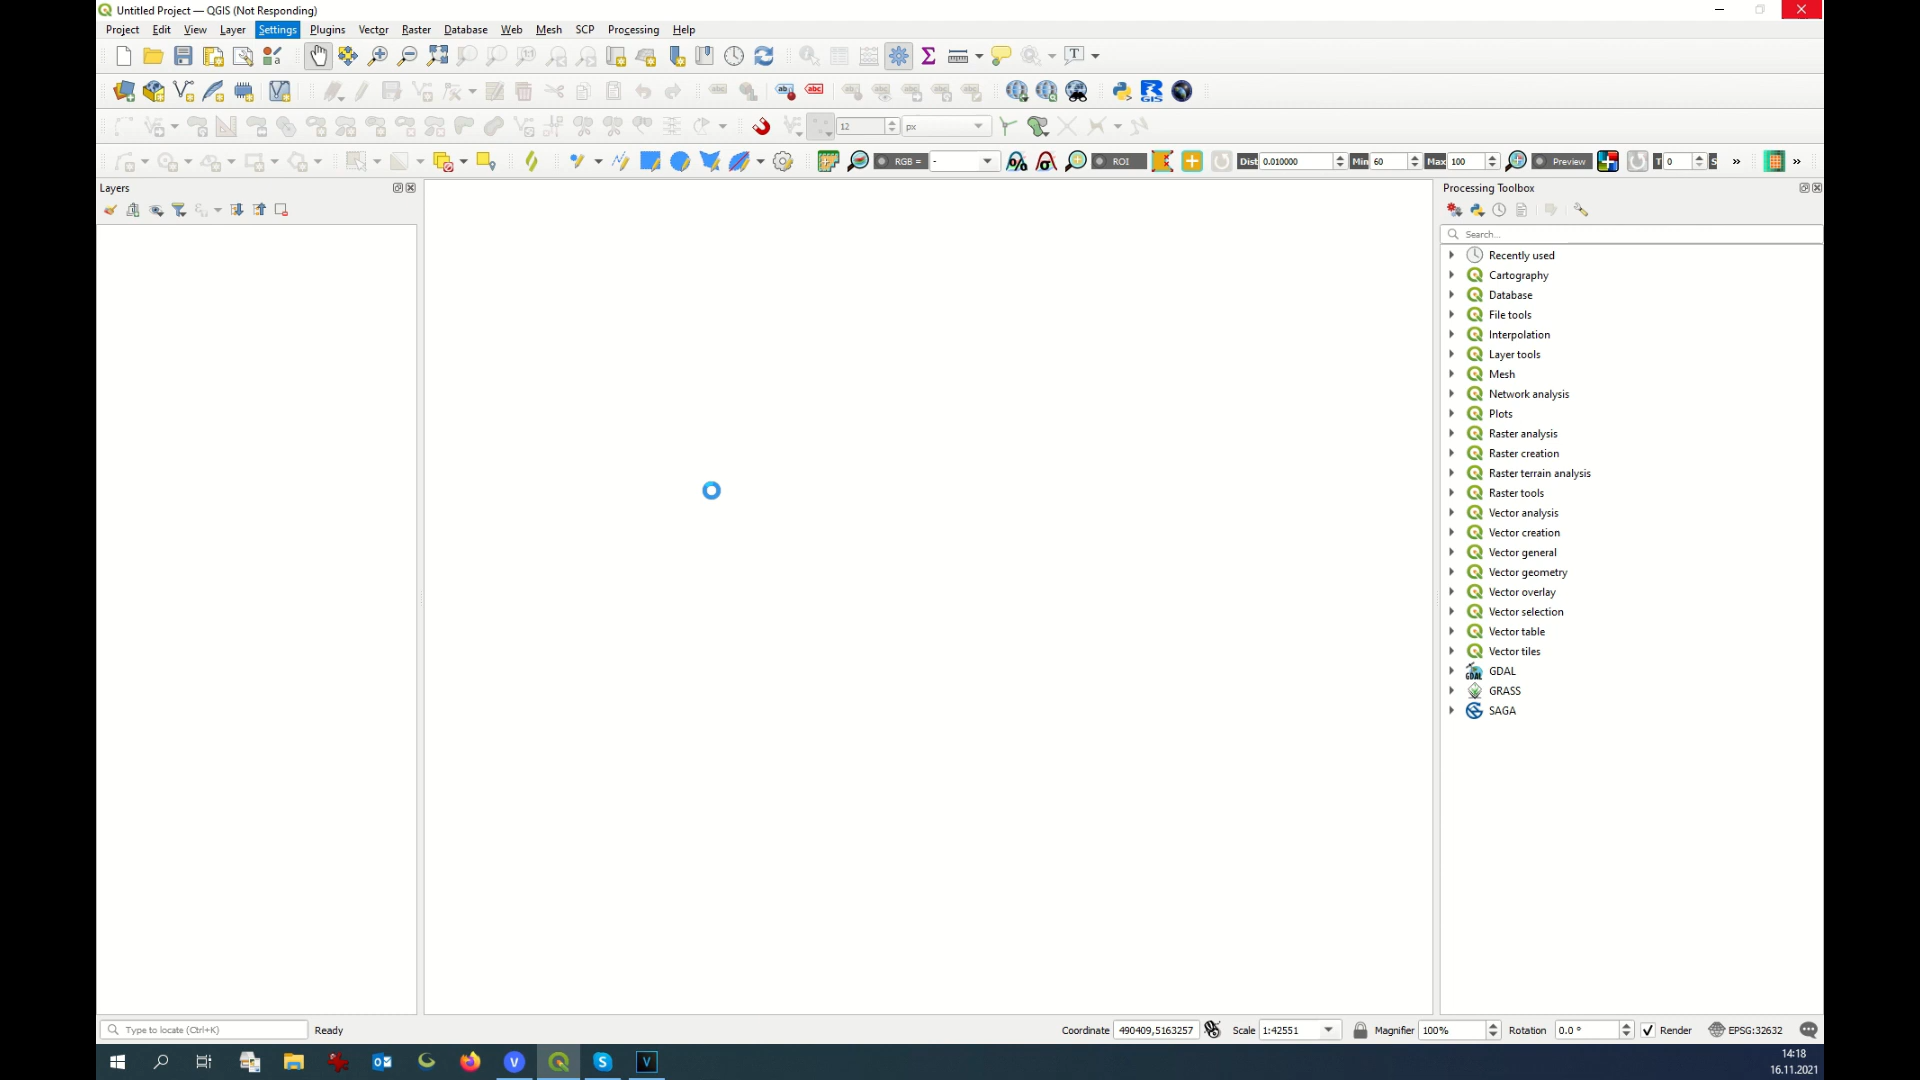 Untitled Project — QGIS (Not Responding)
Project Edit View Layer Settings Plugins Vector Raster Database Web Mesh SCP Processing Help
abc ab abc
12 px
RGB = - ROI Dist 0.010000 Min 60 Max 100 Preview T 0 S
Layers
Processing Toolbox
Search...
Recently used
Cartography
Database
File tools
Interpolation
Layer tools
Mesh
Network analysis
Plots
Raster analysis
Raster creation
Raster terrain analysis
Raster tools
Vector analysis
Vector creation
Vector general
Vector geometry
Vector overlay
Vector selection
Vector table
Vector tiles
GDAL
GRASS
SAGA
Type to locate (Ctrl+K) Ready Coordinate 490409,5163257 Scale 1:42551 Magnifier 100% Rotation 0.0 ° Render EPSG:32632
14:18
16.11.2021